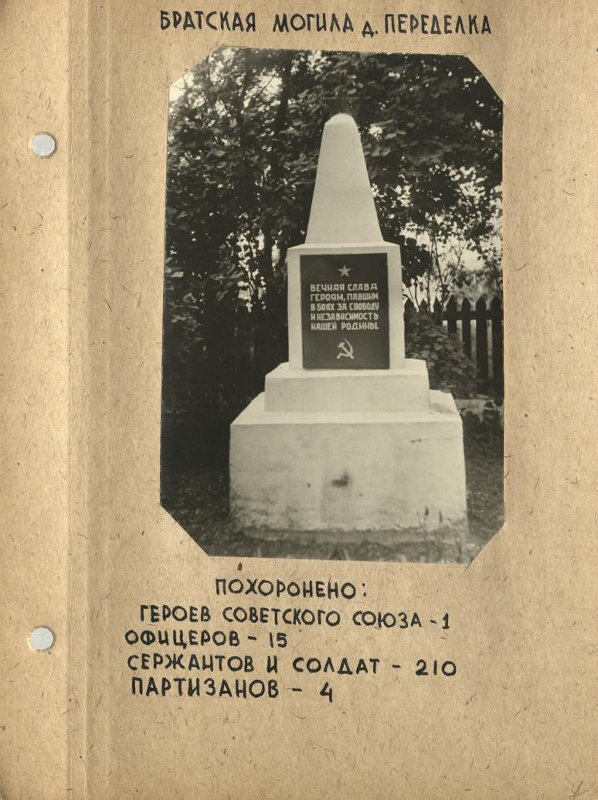 БРАТСКАЯ МОГИЛА д. ПЕРЕДЕЛКА
ВЕЧНАЯ СЛАВА
ГЕРОЯМ, ПАВШИМ
В БОЯХ ЗА СВОБОДУ
И НЕЗАВИСИМОСТЬ
НАШЕЙ РОДИНЫ.
ПОХОРОНЕНО:
ГЕРОЕВ СОВЕТСКОГО СОЮЗА - 1
ОФИЦЕРОВ - 15
СЕРЖАНТОВ И СОЛДАТ - 210
ПАРТИЗАНОВ - 4